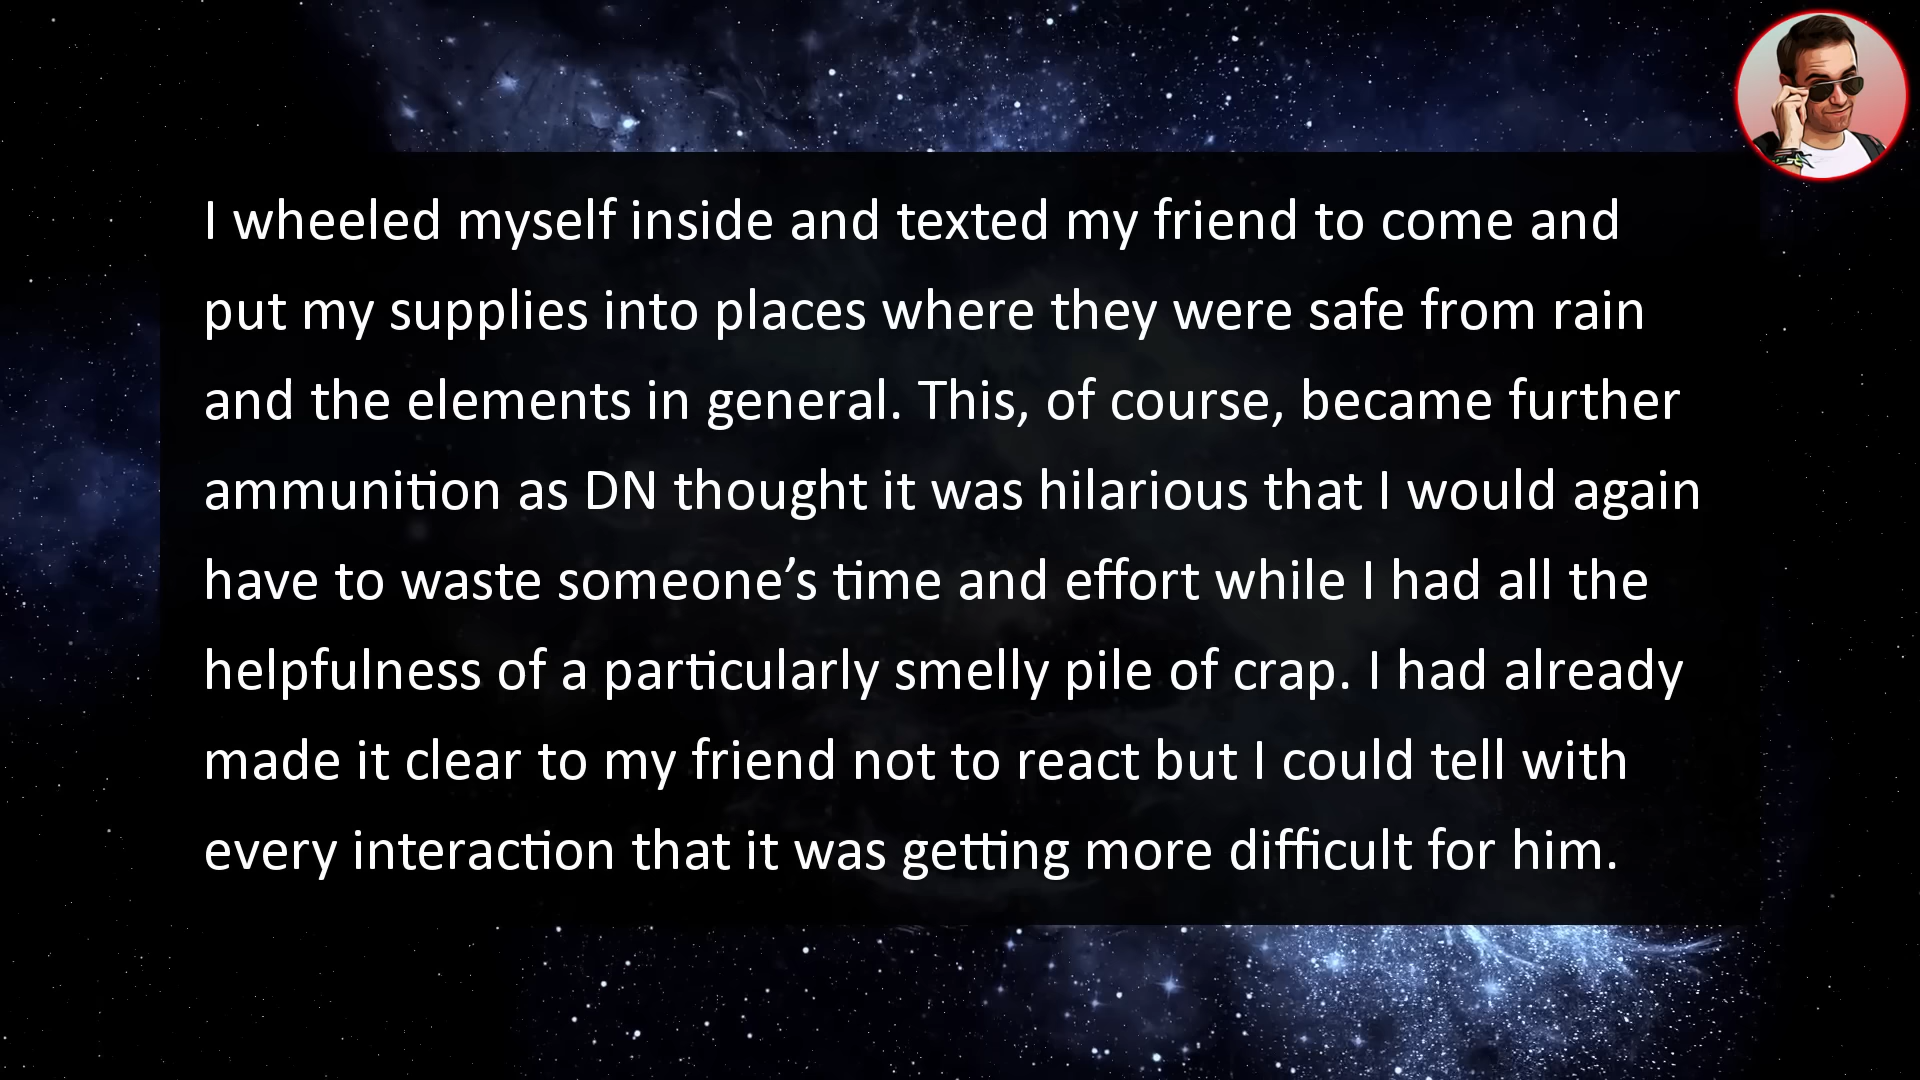 I wheeled myself inside and texted my friend to come and
put my supplies into places where they were safe from rain
and the elements in general. This, of course, became further
ammunition as DN thought it was hilarious that I would again
have to waste someone’s time and effort while I had all the
helpfulness of a particularly smelly pile of crap. I had already
made it clear to my friend not to react but I could tell with
every interaction that it was getting more difficult for him.